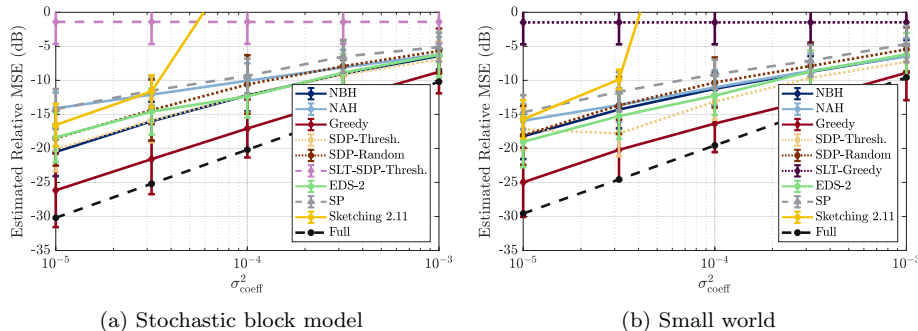 Estimated Relative MSE (dB)
0
-5
-10
-15
-20
-25
-30
-35
10⁻⁵
10⁻⁴
10⁻³
σ²coeff
NBH
NAH
Greedy
SDP-Thresh.
SDP-Random
SLT-SDP-Thresh.
EDS-2
SP
Sketching 2.11
Full
(a) Stochastic block model
Estimated Relative MSE (dB)
0
-5
-10
-15
-20
-25
-30
-35
10⁻⁵
10⁻⁴
10⁻³
σ²coeff
NBH
NAH
Greedy
SDP-Thresh.
SDP-Random
SLT-Greedy
EDS-2
SP
Sketching 2.11
Full
(b) Small world